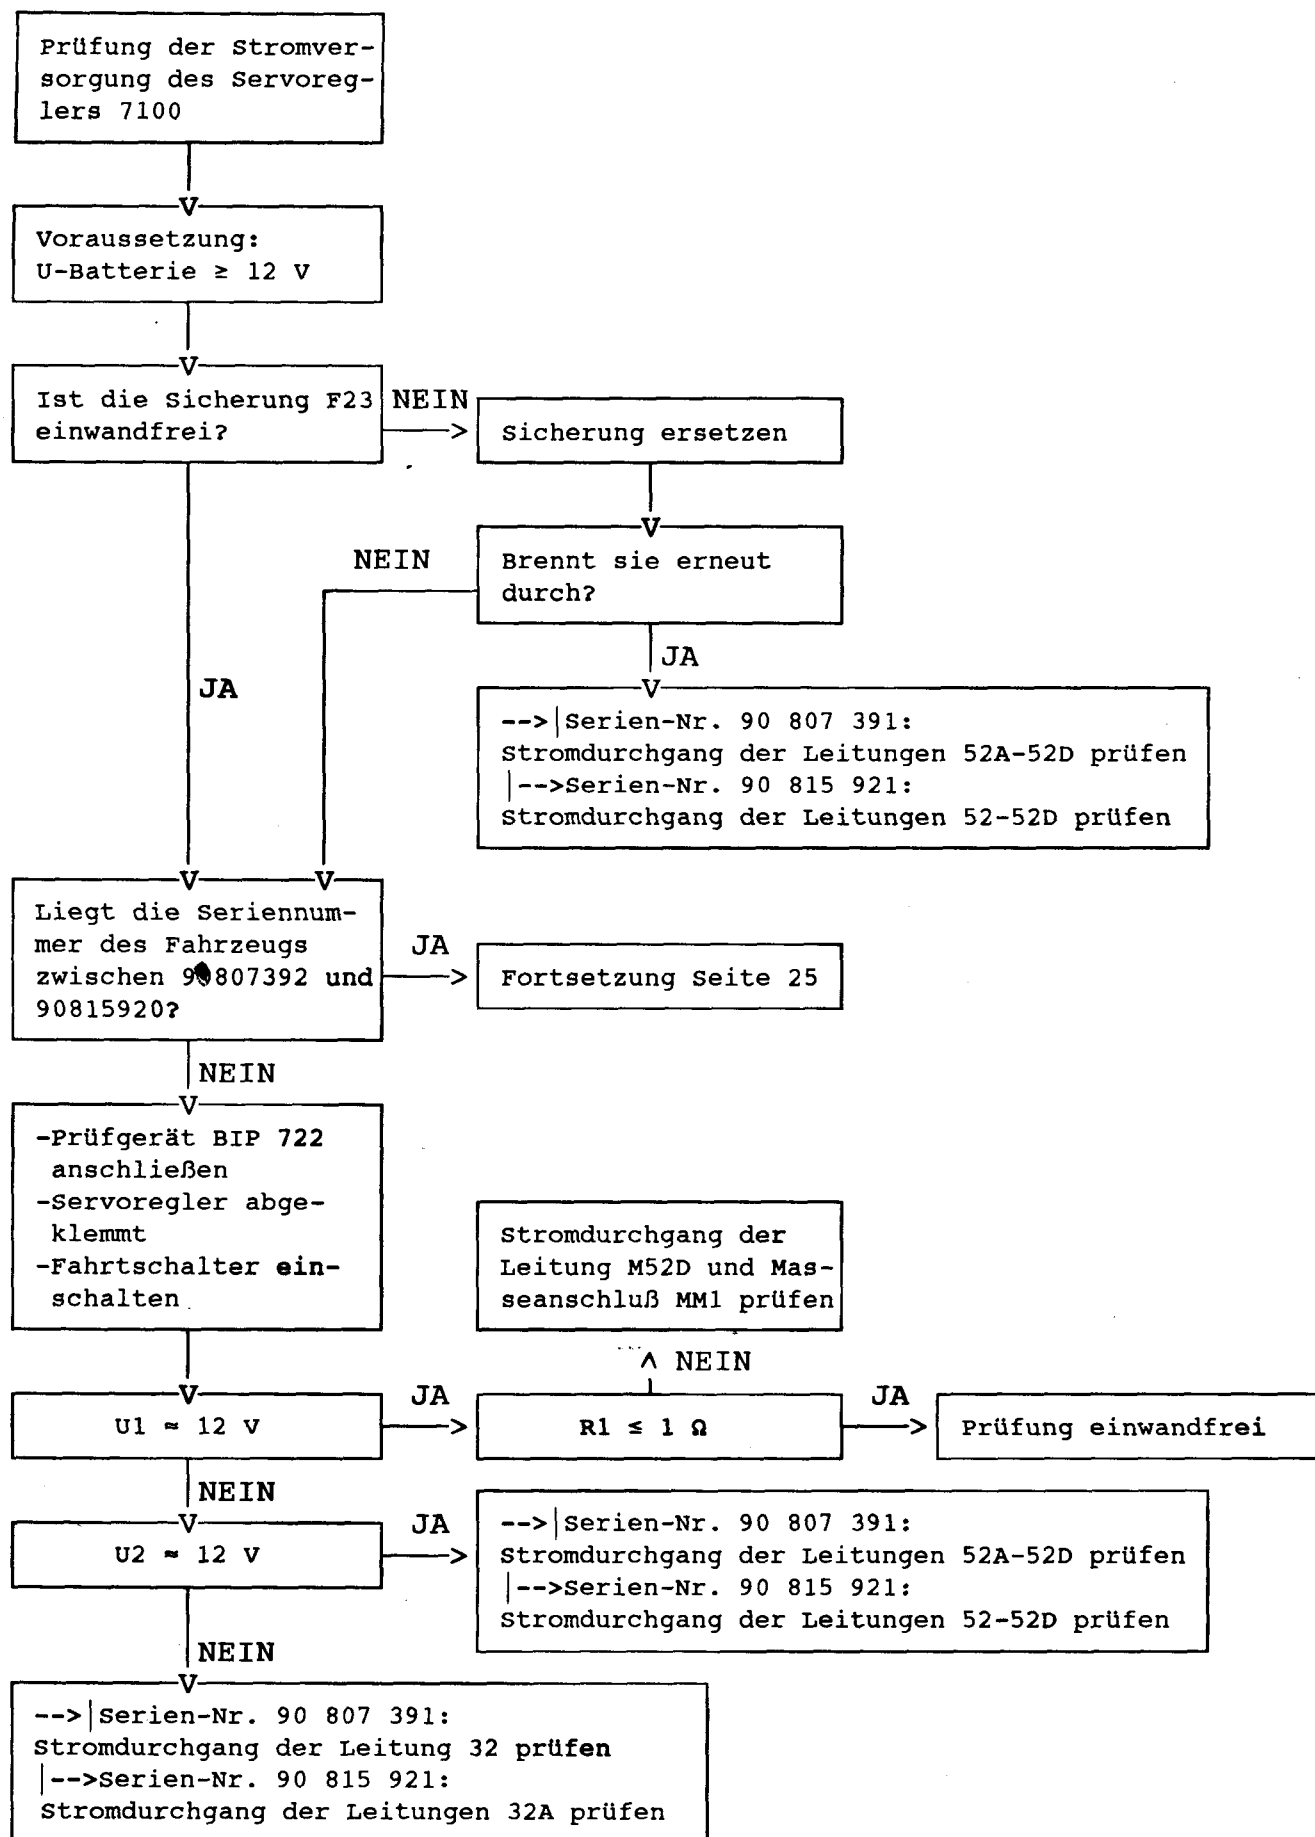 Prüfung der Stromver-
sorgung des Servoreg-
lers 7100
V
Voraussetzung:
U-Batterie ≥ 12 V
V
Ist die Sicherung F23
einwandfrei?
NEIN
>
Sicherung ersetzen
V
Brennt sie erneut
durch?
NEIN
JA
V
-->|Serien-Nr. 90 807 391:
Stromdurchgang der Leitungen 52A-52D prüfen
|-->Serien-Nr. 90 815 921:
Stromdurchgang der Leitungen 52-52D prüfen
JA
V
V
Liegt die Seriennum-
mer des Fahrzeugs
zwischen 90807392 und
90815920?
JA
>
Fortsetzung Seite 25
NEIN
V
-Prüfgerät BIP 722
anschließen
-Servoregler abge-
klemmt
-Fahrtschalter ein-
schalten
Stromdurchgang der
Leitung M52D und Mas-
seanschluß MM1 prüfen
NEIN
V
U1 ≈ 12 V
JA
>
R1 ≤ 1 Ω
JA
>
Prüfung einwandfrei
NEIN
V
U2 ≈ 12 V
JA
>
-->|Serien-Nr. 90 807 391:
Stromdurchgang der Leitungen 52A-52D prüfen
|-->Serien-Nr. 90 815 921:
Stromdurchgang der Leitungen 52-52D prüfen
NEIN
V
-->|Serien-Nr. 90 807 391:
Stromdurchgang der Leitung 32 prüfen
|-->Serien-Nr. 90 815 921:
Stromdurchgang der Leitungen 32A prüfen